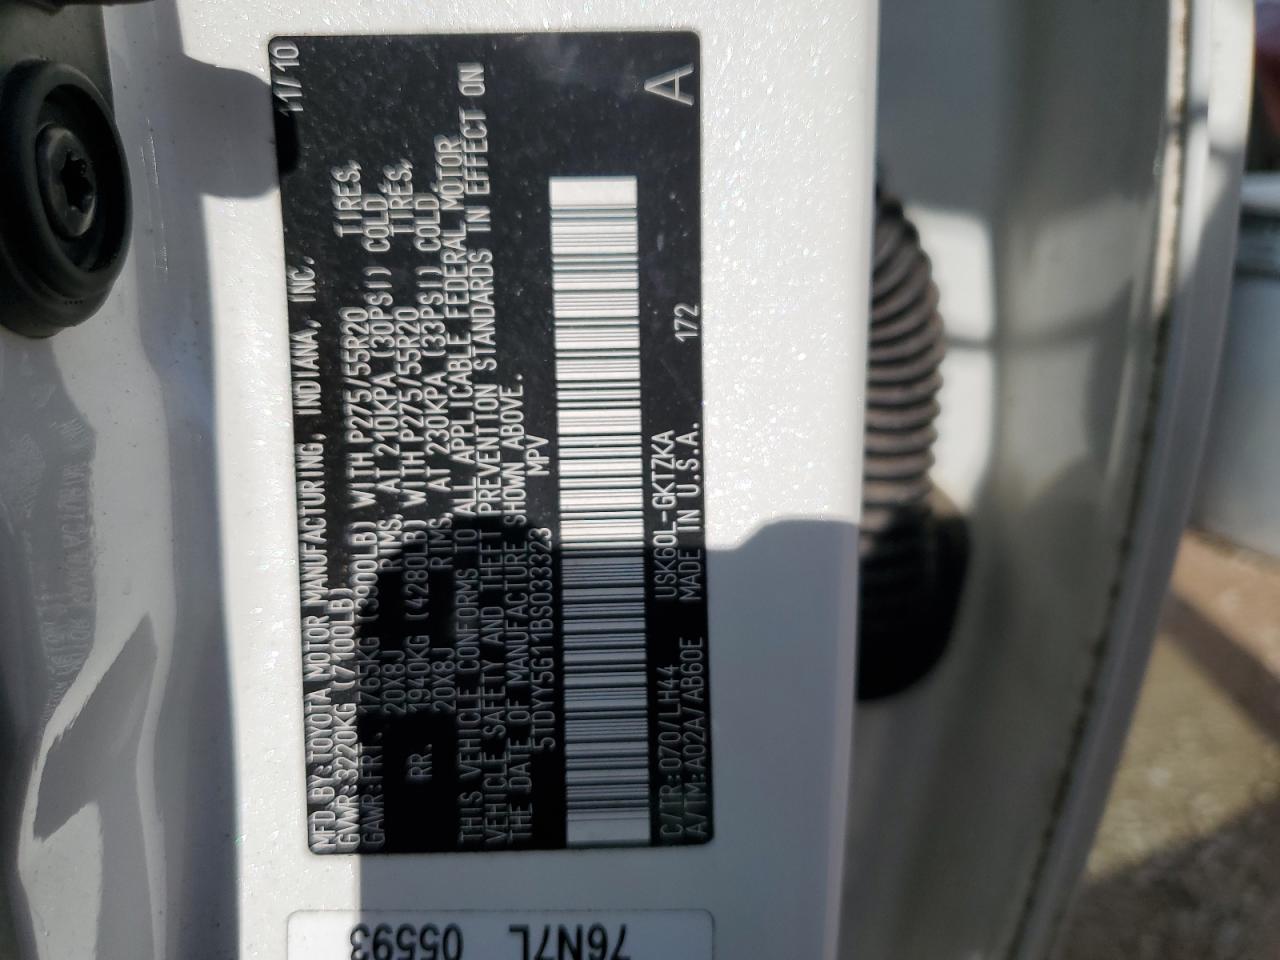 MFD. BY: TOYOTA MOTOR MANUFACTURING, INDIANA, INC. 11/10
GVWR: 3220KG (7100LB)
GAWR: FRT. 1765KG (3900LB) WITH P275/55R20 TIRES,
20X8J RIMS, AT 210KPA (30PSI) COLD
RR. 1940KG (4280LB) WITH P275/55R20 TIRES,
20X8J RIMS, AT 230KPA (33PSI) COLD.
THIS VEHICLE CONFORMS TO ALL APPLICABLE FEDERAL MOTOR
VEHICLE SAFETY AND THEFT PREVENTION STANDARDS IN EFFECT ON
THE DATE OF MANUFACTURE SHOWN ABOVE.
5TDYY5G11BS033323 MPV
C/TR: 070/LH44 USK60L-GKTZKA 172 A
A/TM: A02A/AB60E MADE IN U.S.A.
76N7L
05593